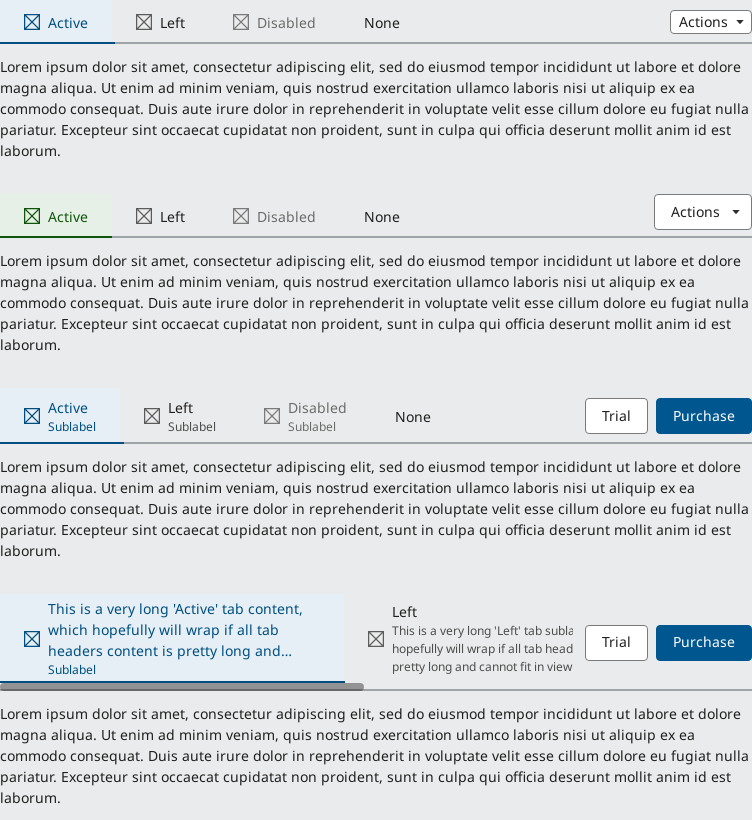 Active Left Disabled None Actions
Lorem ipsum dolor sit amet, consectetur adipiscing elit, sed do eiusmod tempor incididunt ut labore et dolore
magna aliqua. Ut enim ad minim veniam, quis nostrud exercitation ullamco laboris nisi ut aliquip ex ea
commodo consequat. Duis aute irure dolor in reprehenderit in voluptate velit esse cillum dolore eu fugiat nulla
pariatur. Excepteur sint occaecat cupidatat non proident, sunt in culpa qui officia deserunt mollit anim id est
laborum.
Active Left Disabled None Actions
Lorem ipsum dolor sit amet, consectetur adipiscing elit, sed do eiusmod tempor incididunt ut labore et dolore
magna aliqua. Ut enim ad minim veniam, quis nostrud exercitation ullamco laboris nisi ut aliquip ex ea
commodo consequat. Duis aute irure dolor in reprehenderit in voluptate velit esse cillum dolore eu fugiat nulla
pariatur. Excepteur sint occaecat cupidatat non proident, sunt in culpa qui officia deserunt mollit anim id est
laborum.
Active
Sublabel
Left
Sublabel
Disabled
Sublabel
None
Trial
Purchase
Lorem ipsum dolor sit amet, consectetur adipiscing elit, sed do eiusmod tempor incididunt ut labore et dolore
magna aliqua. Ut enim ad minim veniam, quis nostrud exercitation ullamco laboris nisi ut aliquip ex ea
commodo consequat. Duis aute irure dolor in reprehenderit in voluptate velit esse cillum dolore eu fugiat nulla
pariatur. Excepteur sint occaecat cupidatat non proident, sunt in culpa qui officia deserunt mollit anim id est
laborum.
This is a very long 'Active' tab content,
which hopefully will wrap if all tab
headers content is pretty long and…
Sublabel
Left
This is a very long 'Left' tab subla
hopefully will wrap if all tab head
pretty long and cannot fit in view
Trial
Purchase
Lorem ipsum dolor sit amet, consectetur adipiscing elit, sed do eiusmod tempor incididunt ut labore et dolore
magna aliqua. Ut enim ad minim veniam, quis nostrud exercitation ullamco laboris nisi ut aliquip ex ea
commodo consequat. Duis aute irure dolor in reprehenderit in voluptate velit esse cillum dolore eu fugiat nulla
pariatur. Excepteur sint occaecat cupidatat non proident, sunt in culpa qui officia deserunt mollit anim id est
laborum.